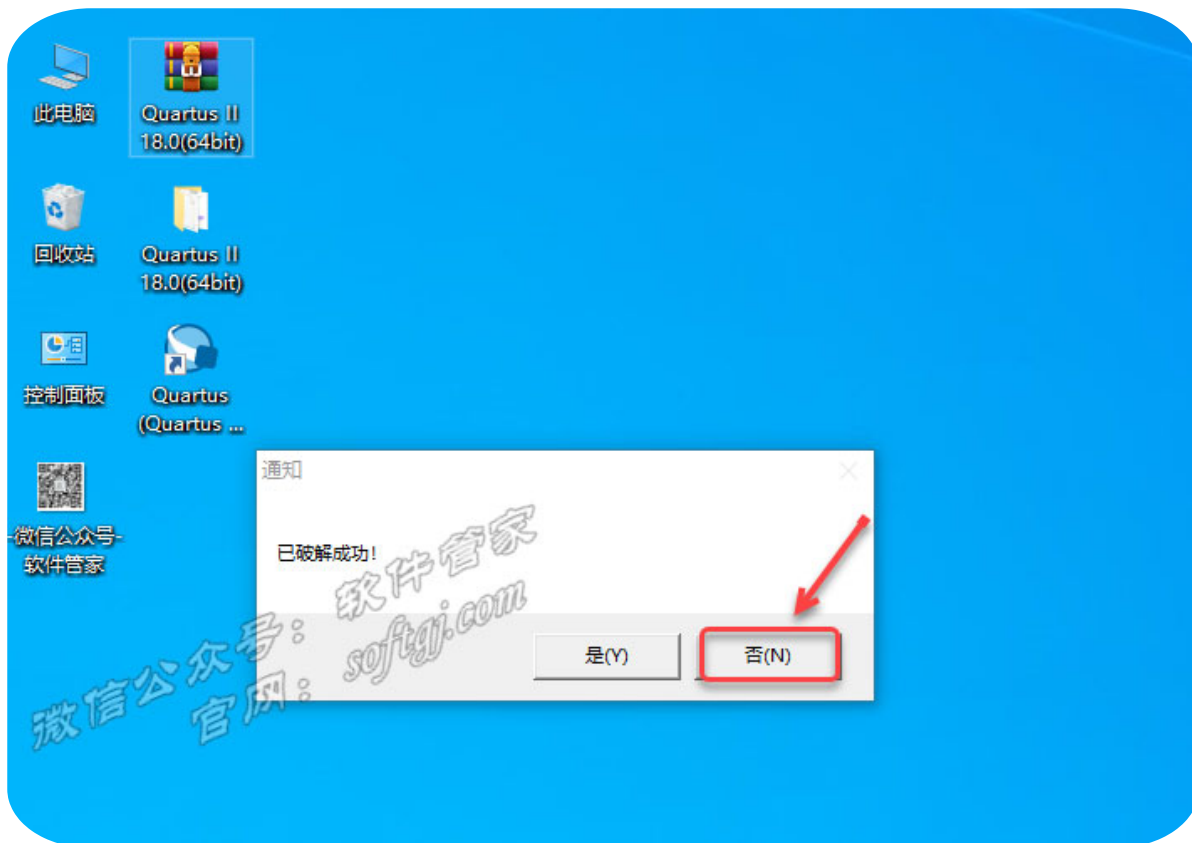 此电脑
Quartus II
18.0(64bit)
回收站
Quartus II
18.0(64bit)
控制面板
Quartus
(Quartus ...
-微信公众号-
软件管家
通知
已破解成功!
是(Y)
否(N)
微信公众号：软件管家
官网：softgj.com